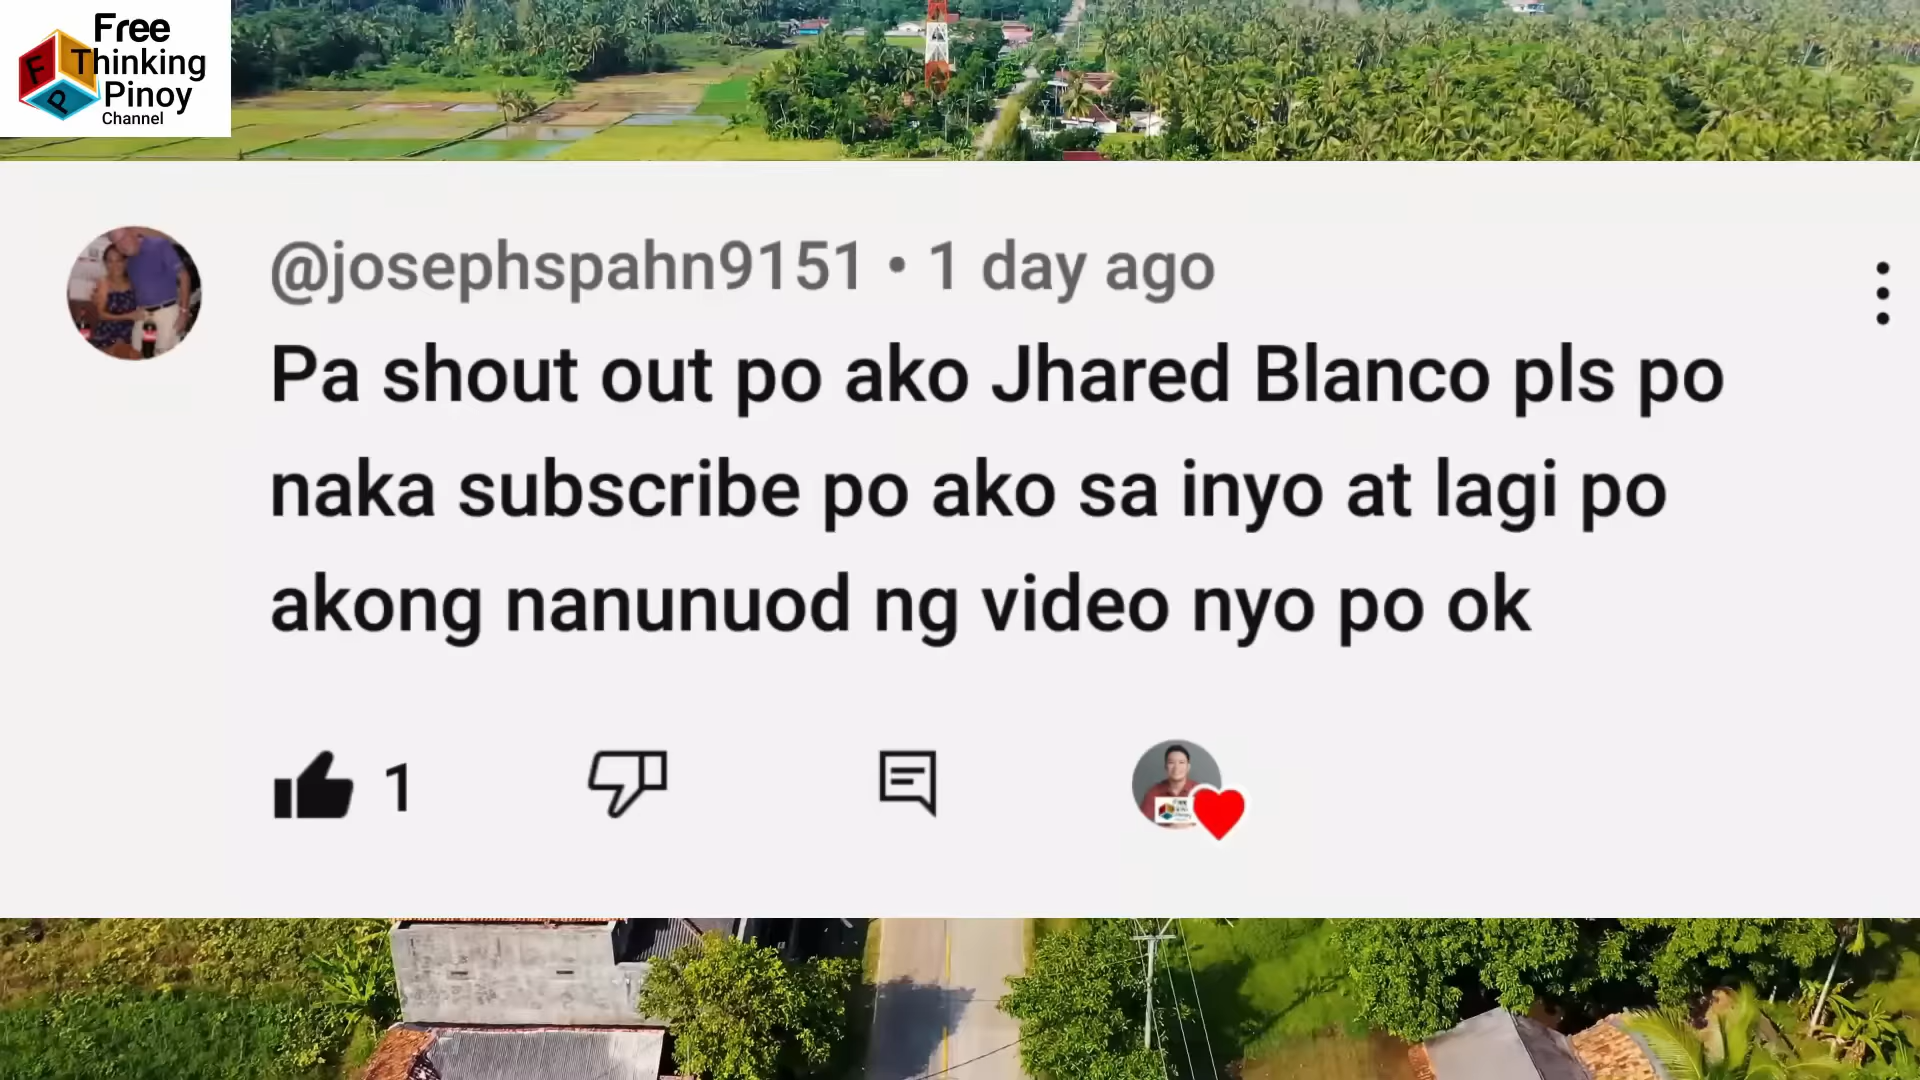 Free
Thinking
Pinoy
Channel
F
P
@josephspahn9151 • 1 day ago
Pa shout out po ako Jhared Blanco pls po
naka subscribe po ako sa inyo at lagi po
akong nanunuod ng video nyo po ok
1